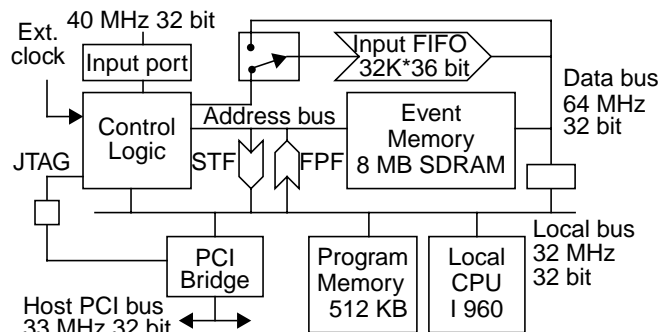 40 MHz 32 bit
Ext.
clock
Input port
Input FIFO
32K*36 bit
Data bus
64 MHz
32 bit
Control
Logic
Address bus
Event
Memory
8 MB SDRAM
JTAG
STF
FPF
Local bus
32 MHz
32 bit
PCI
Bridge
Program
Memory
512 KB
Local
CPU
I 960
Host PCI bus
33 MHz 32 bit